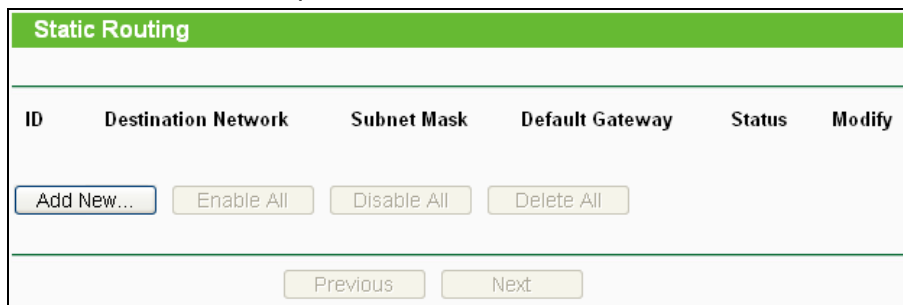 Static Routing
ID Destination Network Subnet Mask Default Gateway Status Modify
Add New... Enable All Disable All Delete All
Previous Next